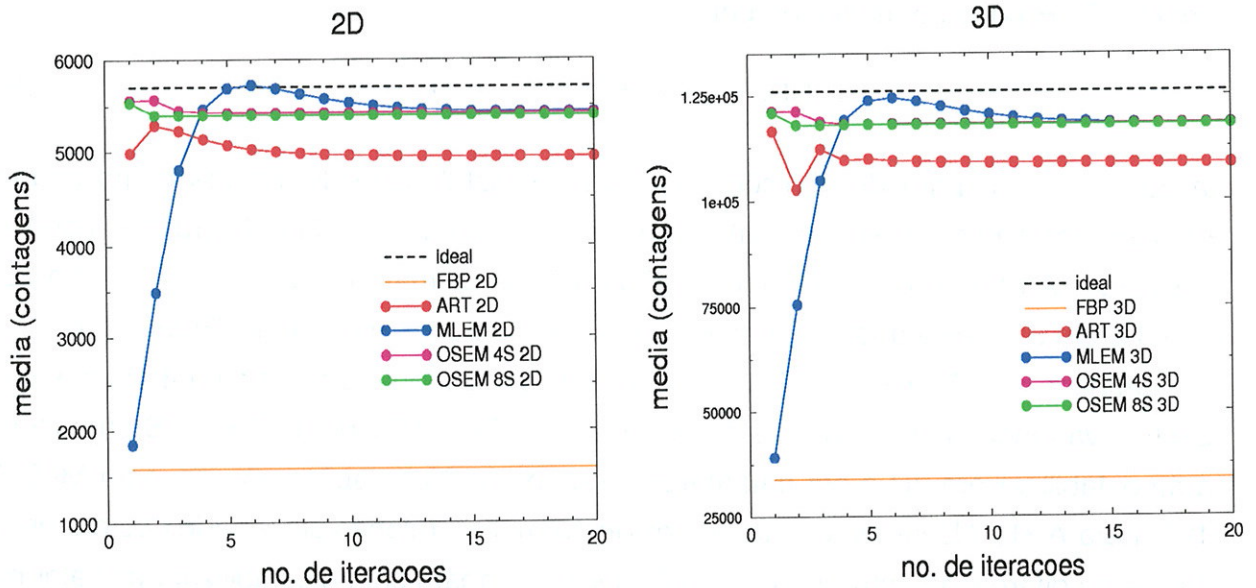 2D
6000
5000
4000
3000
2000
1000
0
5
10
15
20
media (contagens)
no. de iteracoes
Ideal
FBP 2D
ART 2D
MLEM 2D
OSEM 4S 2D
OSEM 8S 2D
3D
1.25e+05
1e+05
75000
50000
25000
0
5
10
15
20
media (contagens)
no. de iteracoes
ideal
FBP 3D
ART 3D
MLEM 3D
OSEM 4S 3D
OSEM 8S 3D